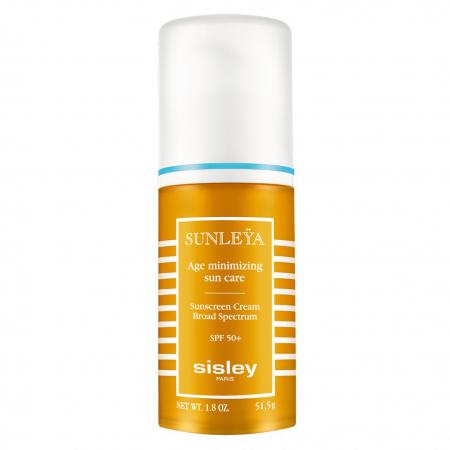 SUNLEŸA
Age minimizing
sun care
Sunscreen Cream
Broad Spectrum
SPF 50+
sisley
PARIS
NET WT. 1.8 OZ. 51,5g